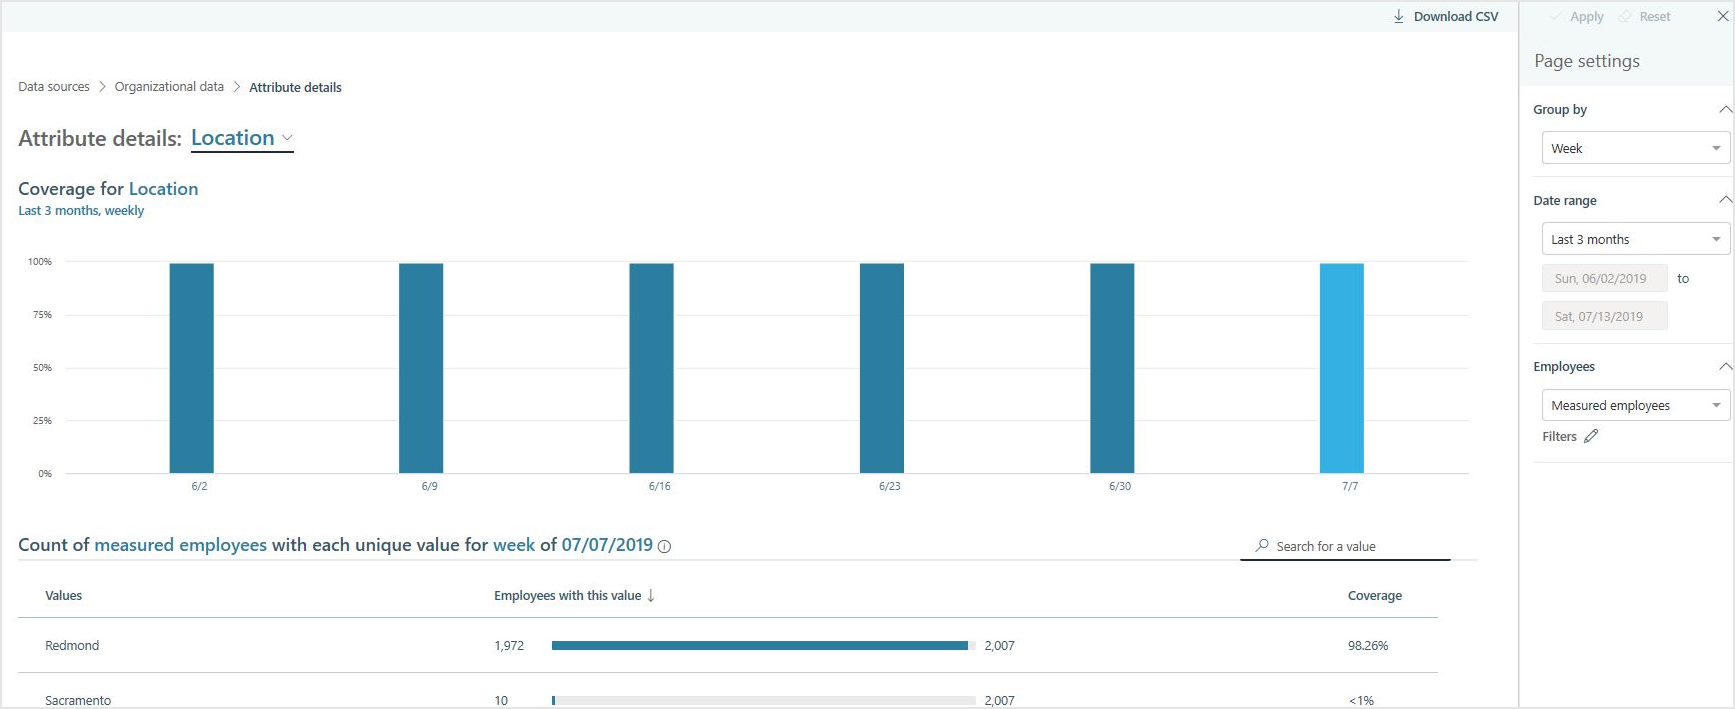 Download CSV
Apply Reset
Page settings
Data sources Organizational data Attribute details
Attribute details: Location
Coverage for Location
Last 3 months, weekly
100%
75%
50%
25%
0%
6/2 6/9 6/16 6/23 6/30 7/7
Count of measured employees with each unique value for week of 07/07/2019
Search for a value
Values Employees with this value Coverage
Redmond 1,972 2,007 98.26%
Sacramento 10 2,007 <1%
Group by
Week
Date range
Last 3 months
Sun, 06/02/2019 to
Sat, 07/13/2019
Employees
Measured employees
Filters